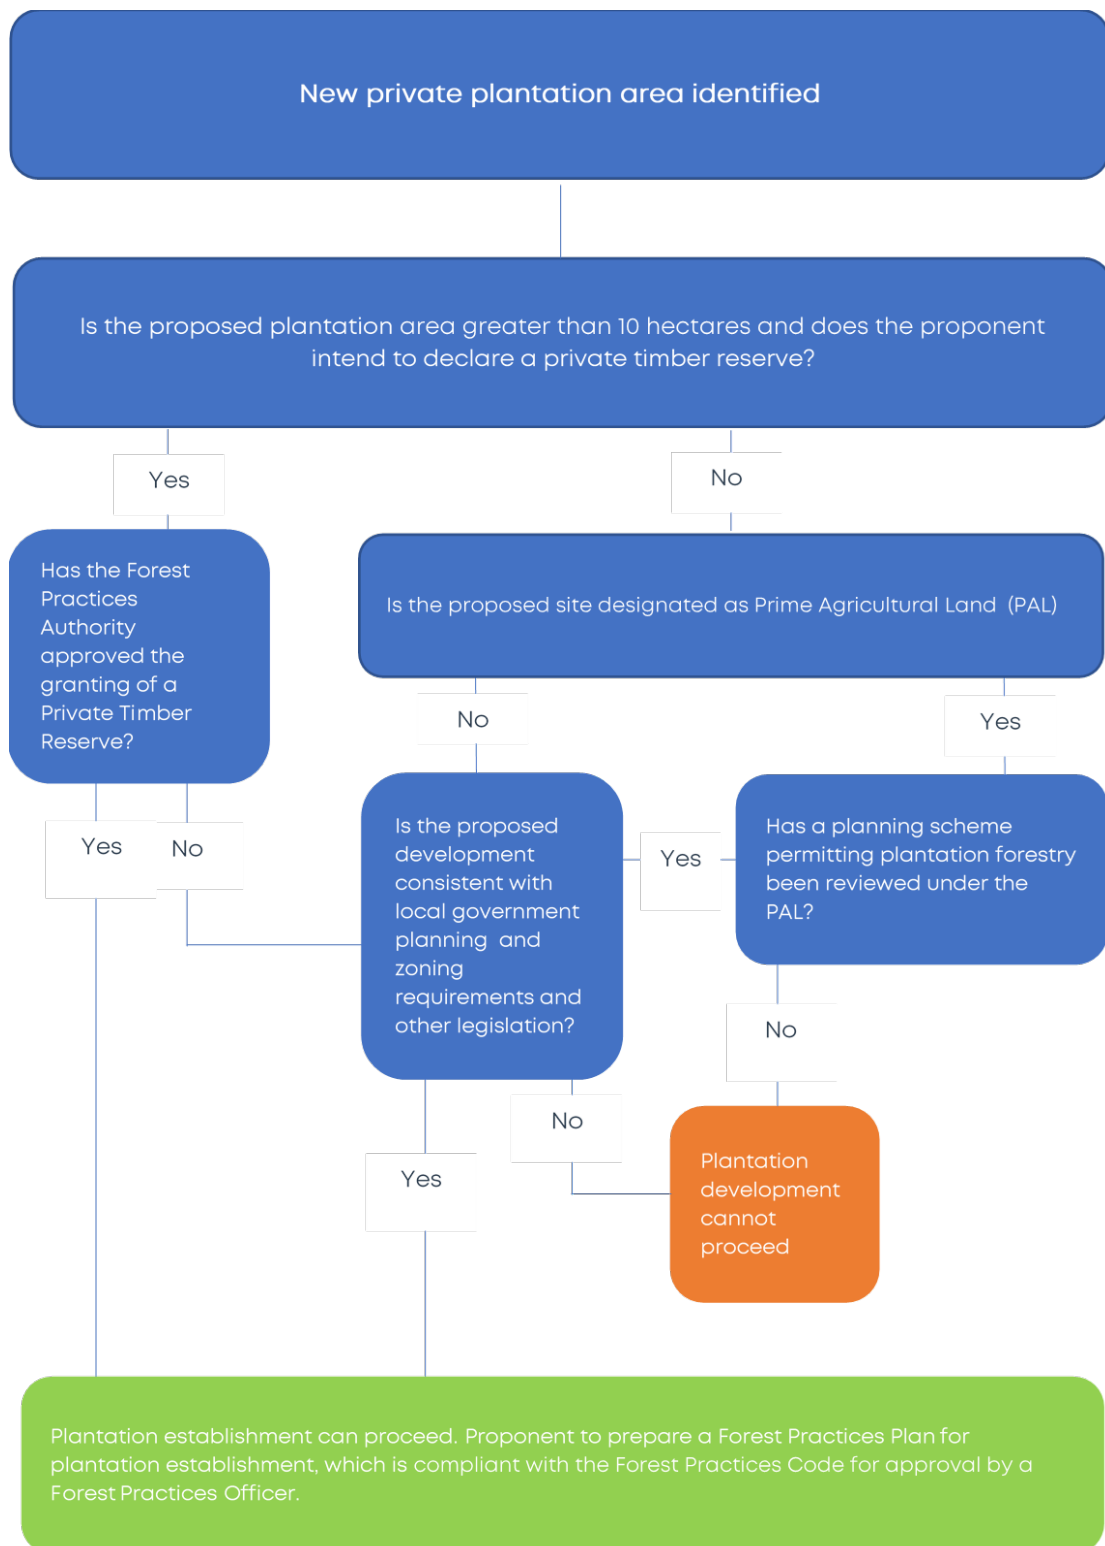 New private plantation area identified
Is the proposed plantation area greater than 10 hectares and does the proponent
intend to declare a private timber reserve?
Yes
No
Has the Forest
Practices
Authority
approved the
granting of a
Private Timber
Reserve?
Is the proposed site designated as Prime Agricultural Land (PAL)
No
Yes
Yes
No
Is the proposed
development
consistent with
local government
planning and
zoning
requirements and
other legislation?
Yes
Has a planning scheme
permitting plantation forestry
been reviewed under the
PAL?
No
No
Yes
Plantation
development
cannot
proceed
Plantation establishment can proceed. Proponent to prepare a Forest Practices Plan for
plantation establishment, which is compliant with the Forest Practices Code for approval by a
Forest Practices Officer.